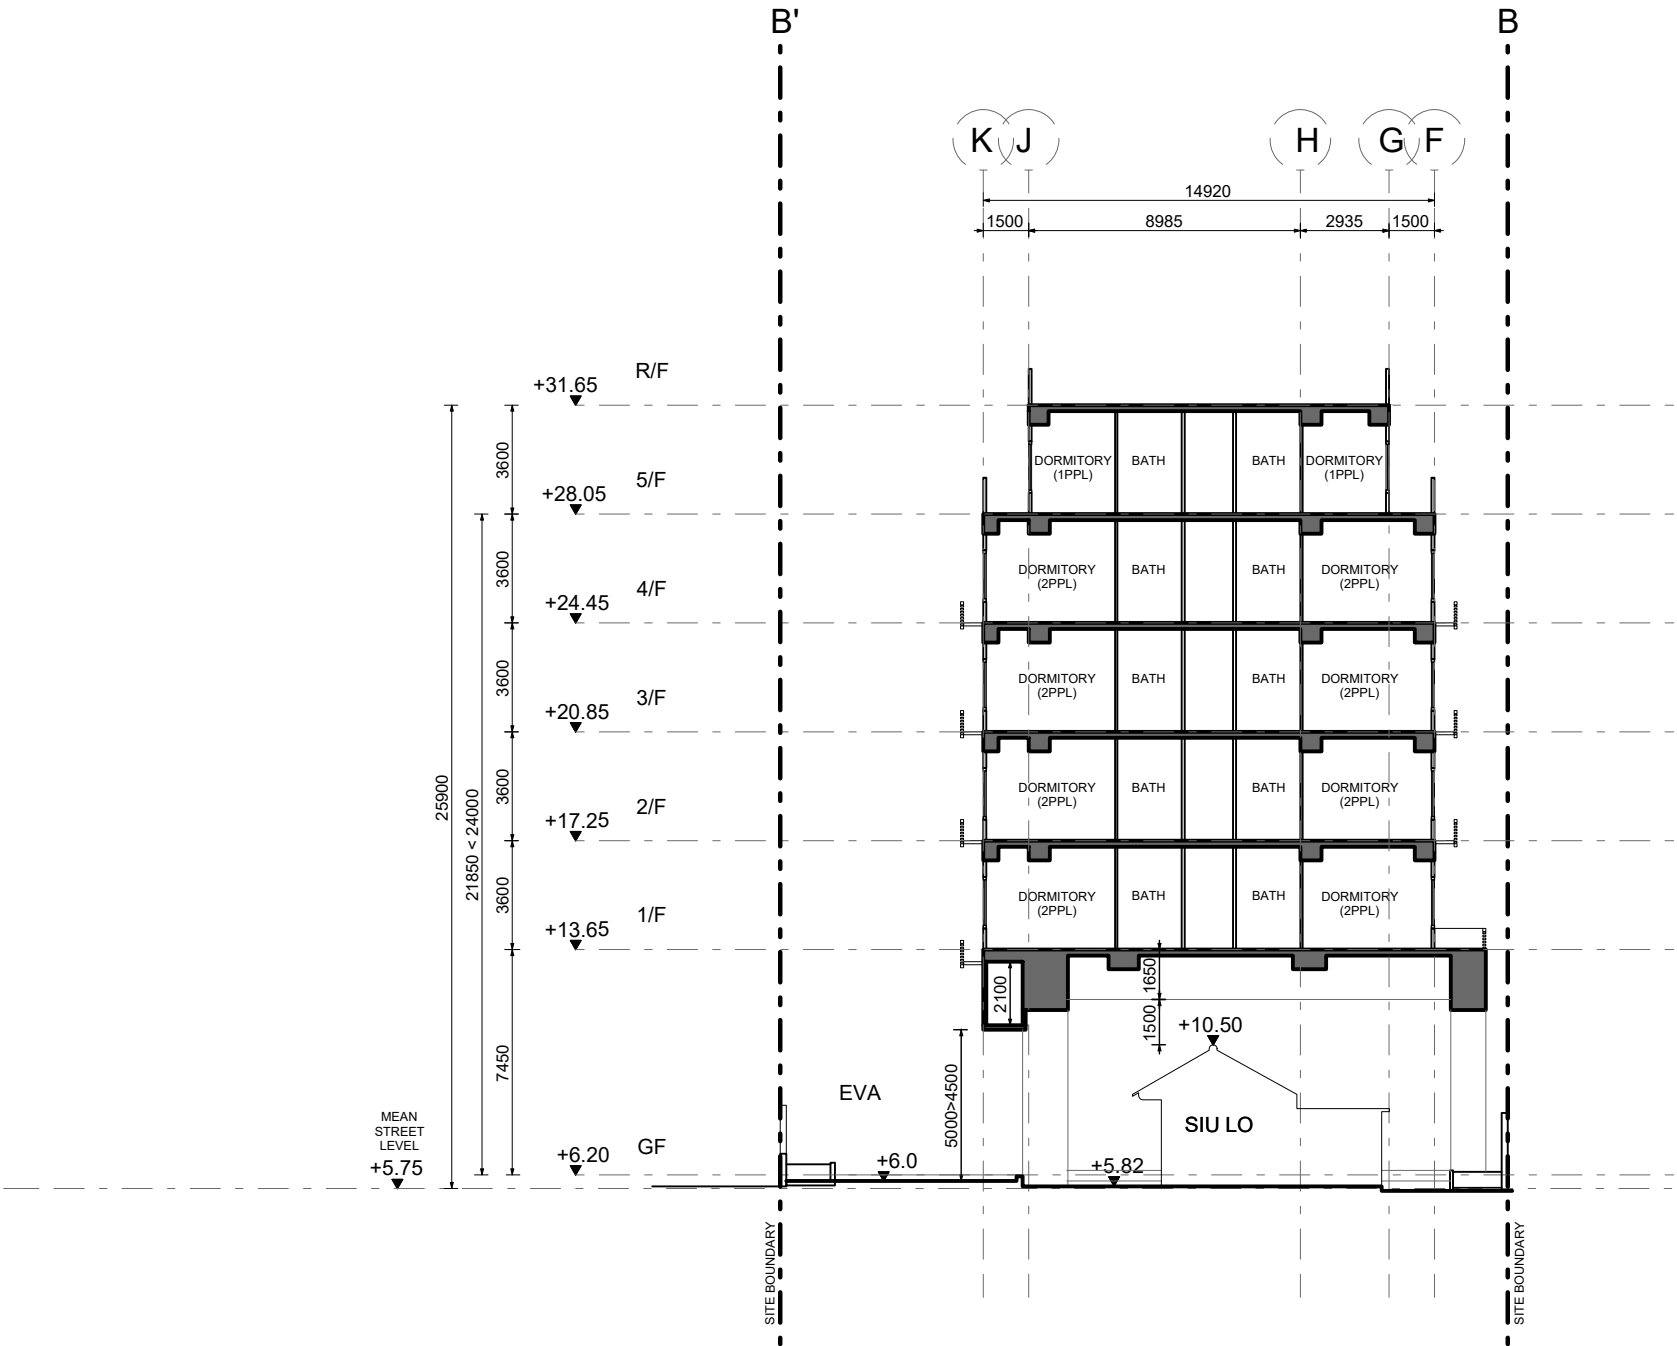 B'
B
K
J
H
G
F
14920
1500
8985
2935
1500
R/F
+31.65
3600
DORMITORY
(1PPL)
BATH
BATH
DORMITORY
(1PPL)
5/F
+28.05
3600
DORMITORY
(2PPL)
BATH
BATH
DORMITORY
(2PPL)
4/F
+24.45
3600
DORMITORY
(2PPL)
BATH
BATH
DORMITORY
(2PPL)
3/F
+20.85
25900
21850 < 24000
3600
DORMITORY
(2PPL)
BATH
BATH
DORMITORY
(2PPL)
2/F
+17.25
3600
DORMITORY
(2PPL)
BATH
BATH
DORMITORY
(2PPL)
1/F
+13.65
1650
2100
1500
+10.50
7450
5000>4500
EVA
SIU LO
MEAN
STREET
LEVEL
+5.75
GF
+6.20
+6.0
+5.82
SITE BOUNDARY
SITE BOUNDARY